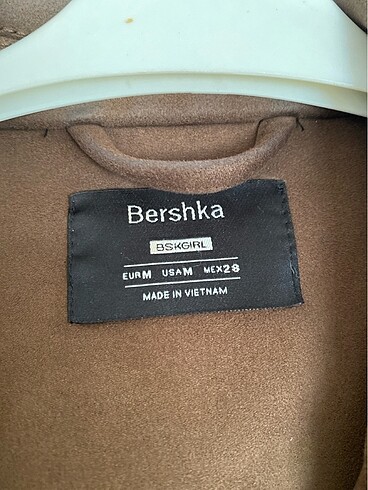 Bershka
BSKGIRL
EUR M USA M MEX 28
MADE IN VIETNAM